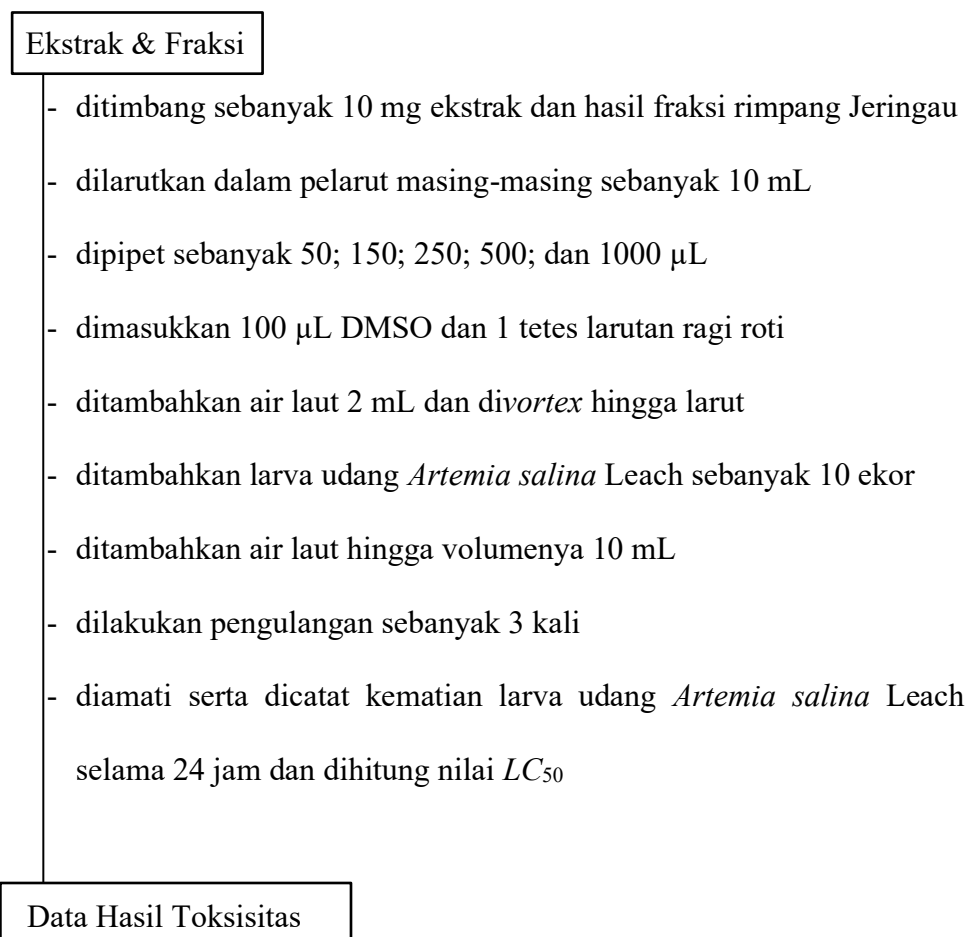 Ekstrak & Fraksi
- ditimbang sebanyak 10 mg ekstrak dan hasil fraksi rimpang Jeringau
- dilarutkan dalam pelarut masing-masing sebanyak 10 mL
- dipipet sebanyak 50; 150; 250; 500; dan 1000 µL
- dimasukkan 100 µL DMSO dan 1 tetes larutan ragi roti
- ditambahkan air laut 2 mL dan divortex hingga larut
- ditambahkan larva udang Artemia salina Leach sebanyak 10 ekor
- ditambahkan air laut hingga volumenya 10 mL
- dilakukan pengulangan sebanyak 3 kali
- diamati serta dicatat kematian larva udang Artemia salina Leach
selama 24 jam dan dihitung nilai LC50
Data Hasil Toksisitas